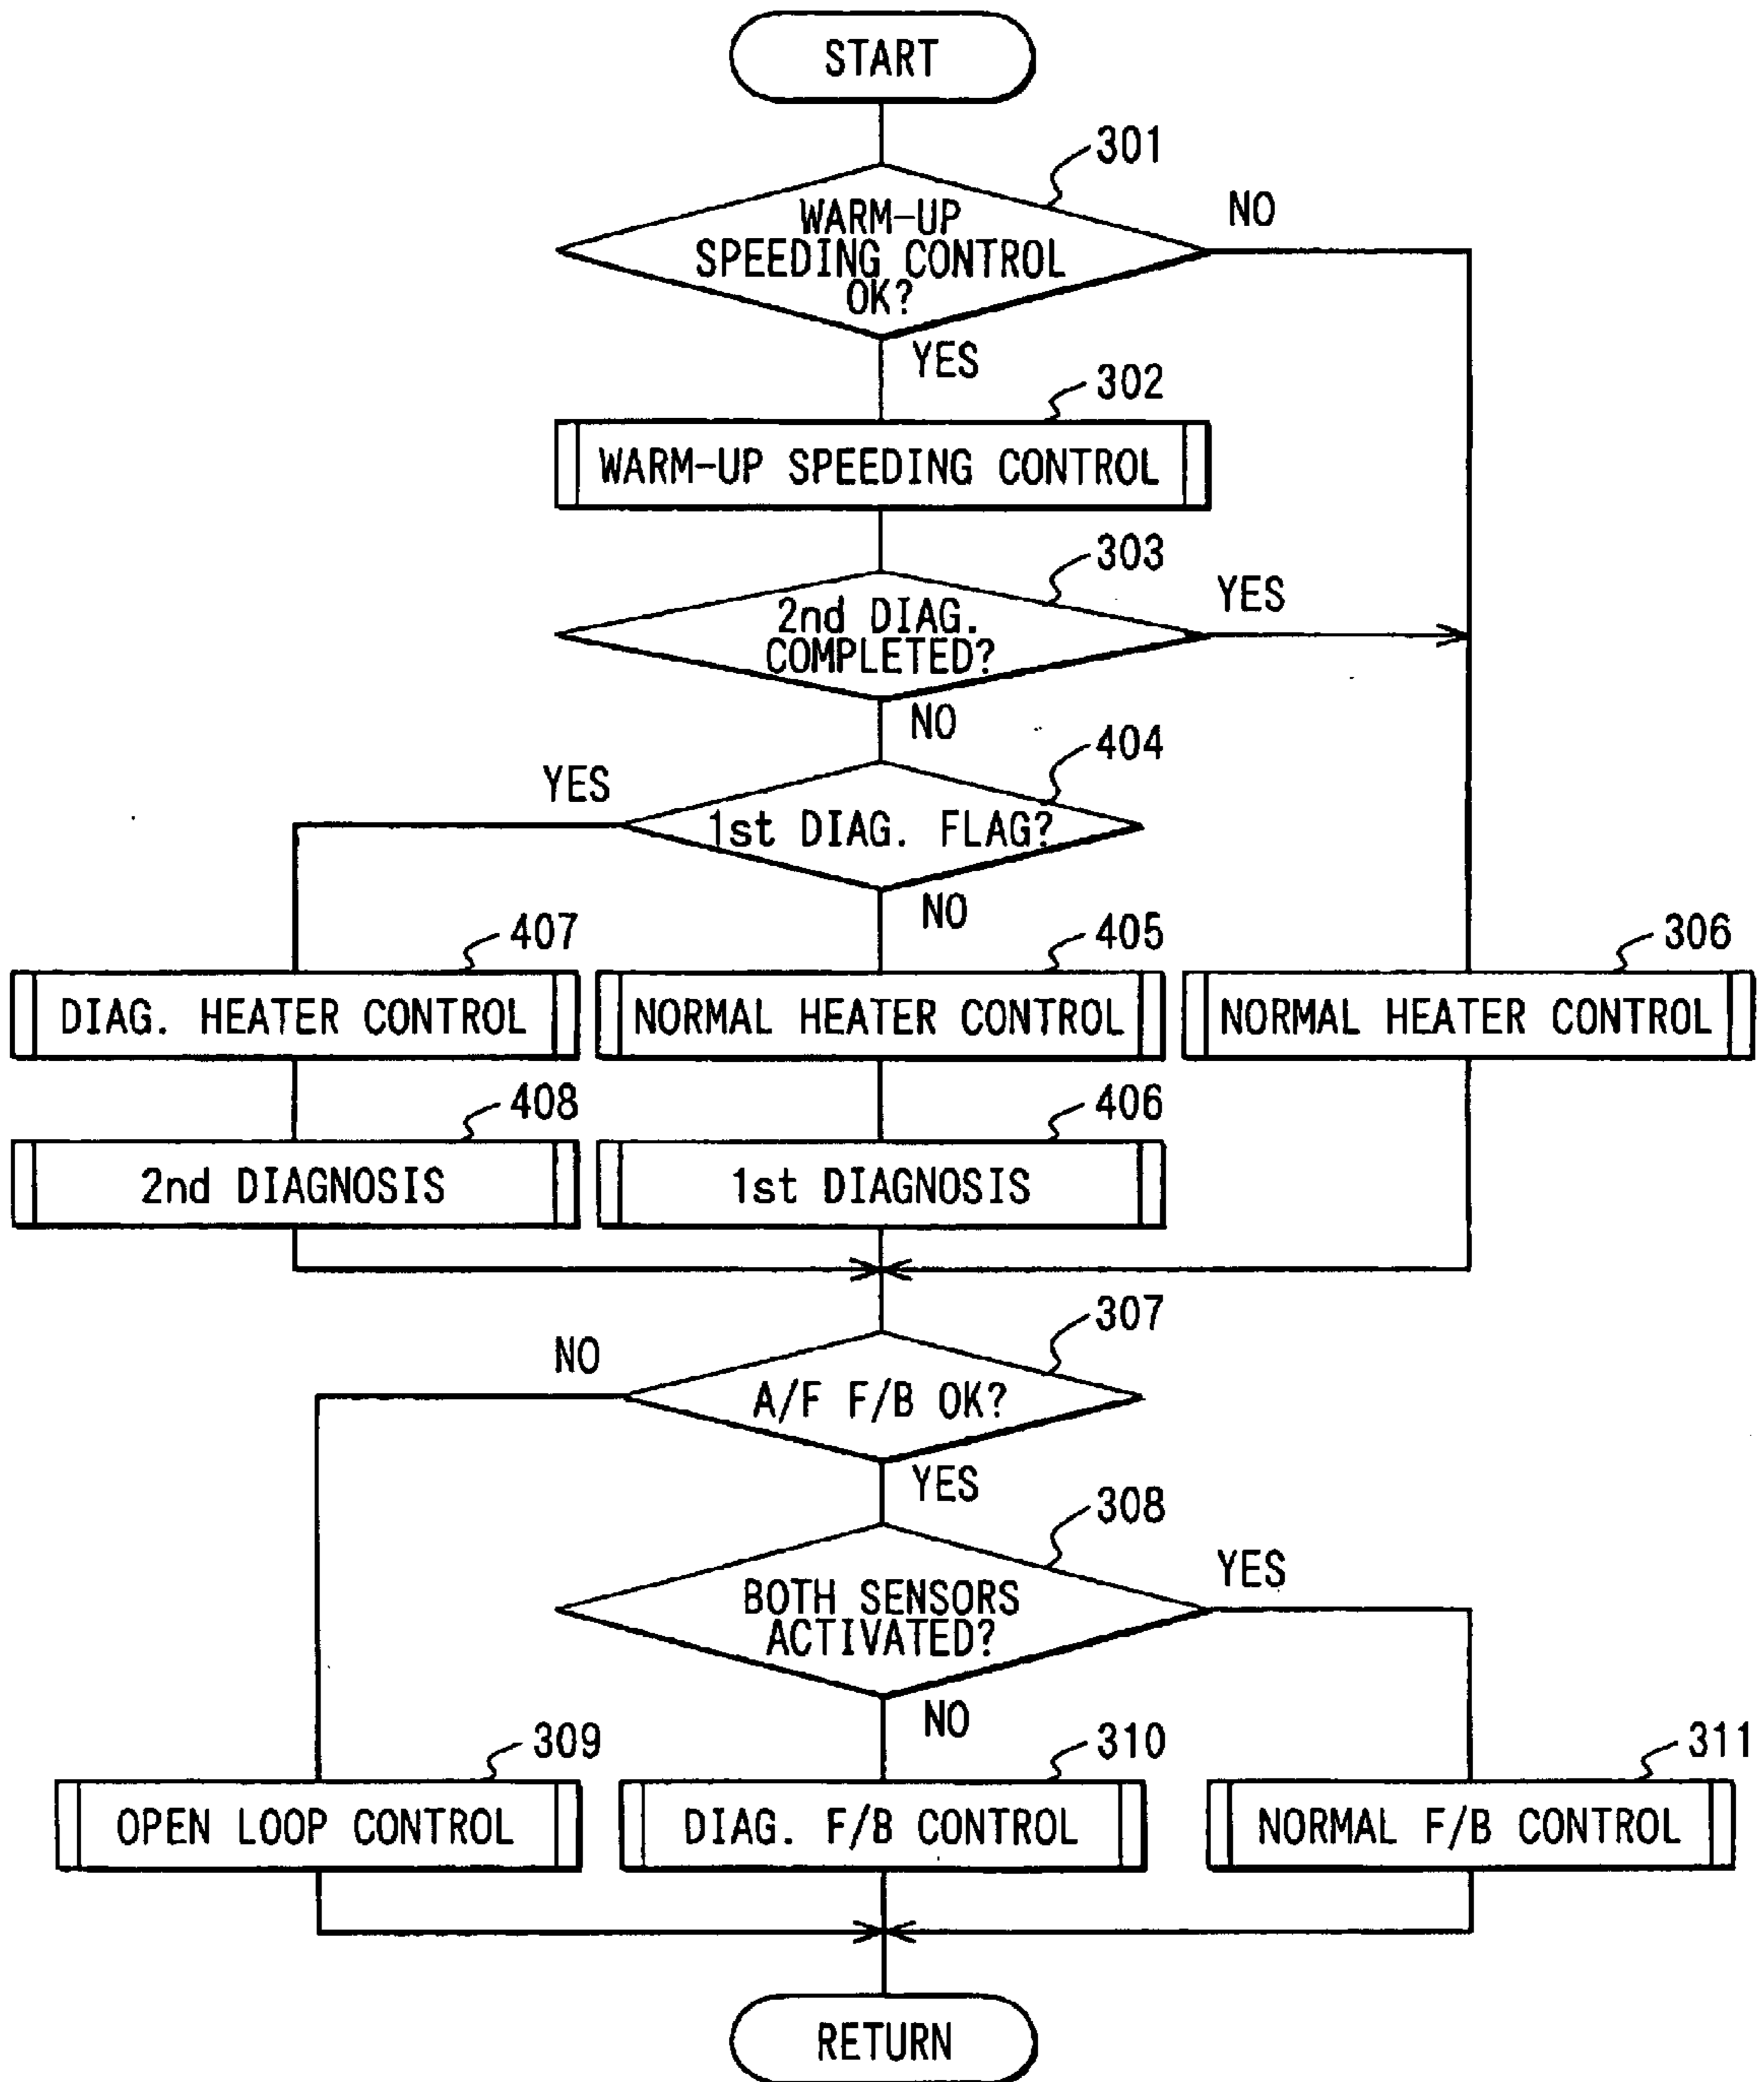 START
301
WARM-UP
SPEEDING CONTROL
OK?
NO
YES
302
WARM-UP SPEEDING CONTROL
303
2nd DIAG.
COMPLETED?
YES
NO
404
1st DIAG. FLAG?
YES
NO
407
405
306
DIAG. HEATER CONTROL
NORMAL HEATER CONTROL
NORMAL HEATER CONTROL
408
406
2nd DIAGNOSIS
1st DIAGNOSIS
307
NO
A/F F/B OK?
YES
308
BOTH SENSORS
ACTIVATED?
YES
NO
309
310
311
OPEN LOOP CONTROL
DIAG. F/B CONTROL
NORMAL F/B CONTROL
RETURN